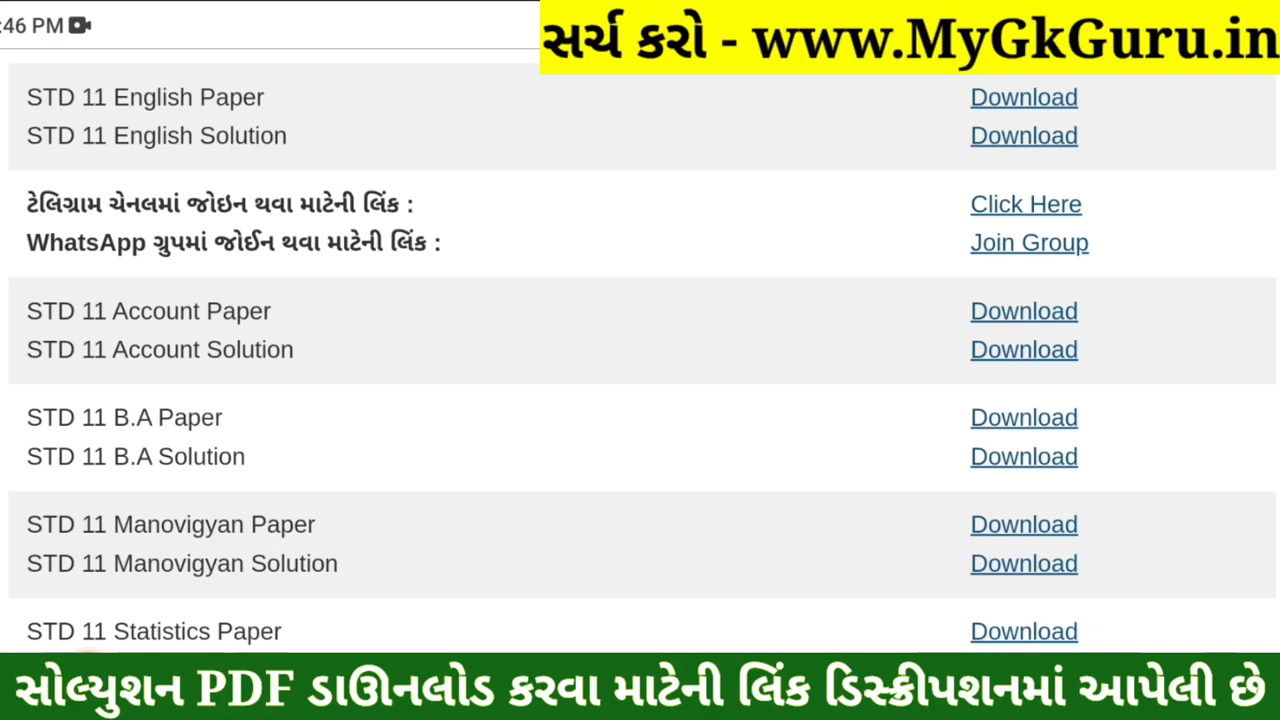 :46 PM
સર્ચ કરો - www.MyGkGuru.in
STD 11 English Paper Download
STD 11 English Solution Download
ટેલિગ્રામ ચેનલમાં જોઇન થવા માટેની લિંક : Click Here
WhatsApp ગ્રુપમાં જોઈન થવા માટેની લિંક : Join Group
STD 11 Account Paper Download
STD 11 Account Solution Download
STD 11 B.A Paper Download
STD 11 B.A Solution Download
STD 11 Manovigyan Paper Download
STD 11 Manovigyan Solution Download
STD 11 Statistics Paper Download
સોલ્યુશન PDF ડાઊનલોડ કરવા માટેની લિંક ડિસ્ક્રીપશનમાં આપેલી છે